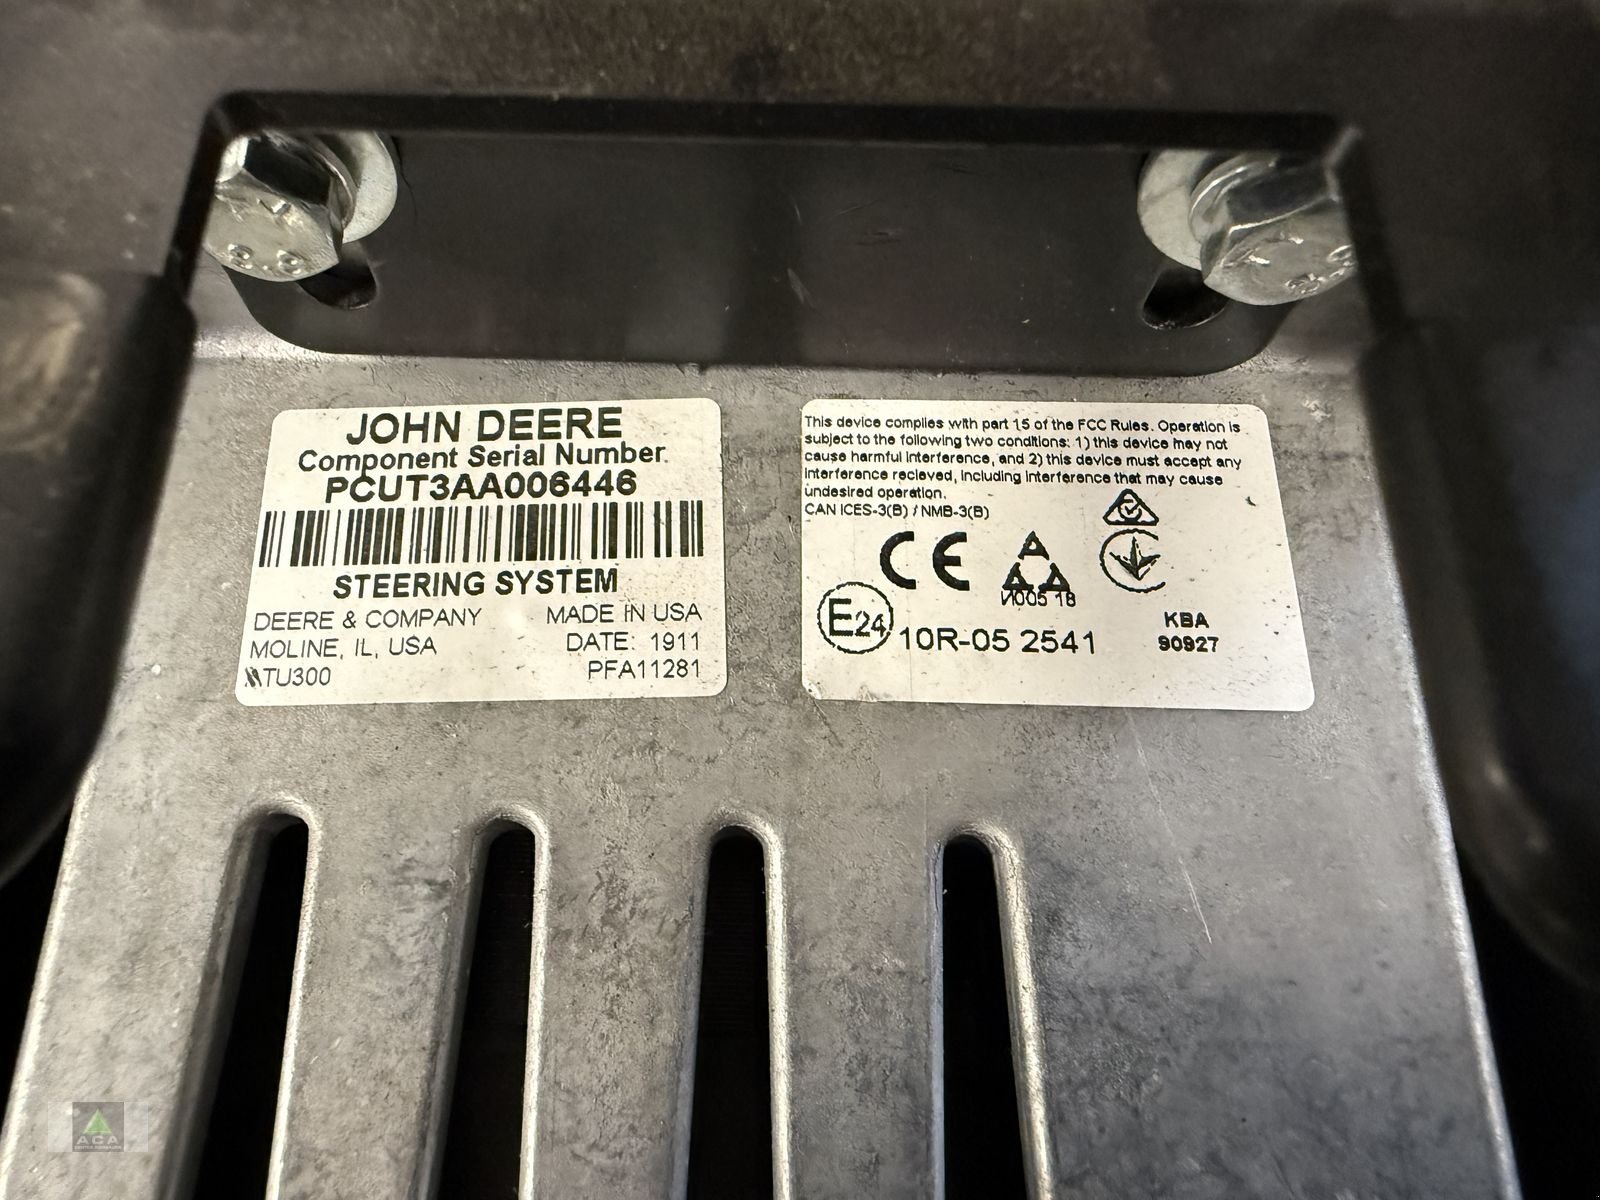 JOHN DEERE
Component Serial Number
PCUT3AA006446
STEERING SYSTEM
DEERE & COMPANY MADE IN USA
MOLINE, IL, USA DATE: 1911
ATU300 PFA11281
This device complies with part 15 of the FCC Rules. Operation is
subject to the following two conditions: 1) this device may not
cause harmful interference, and 2) this device must accept any
interference recieved, including interference that may cause
undesired operation.
CAN ICES-3(B) / NMB-3(B)
CE
И005 18
E24 10R-05 2541
KBA
90927
8 8
ACA